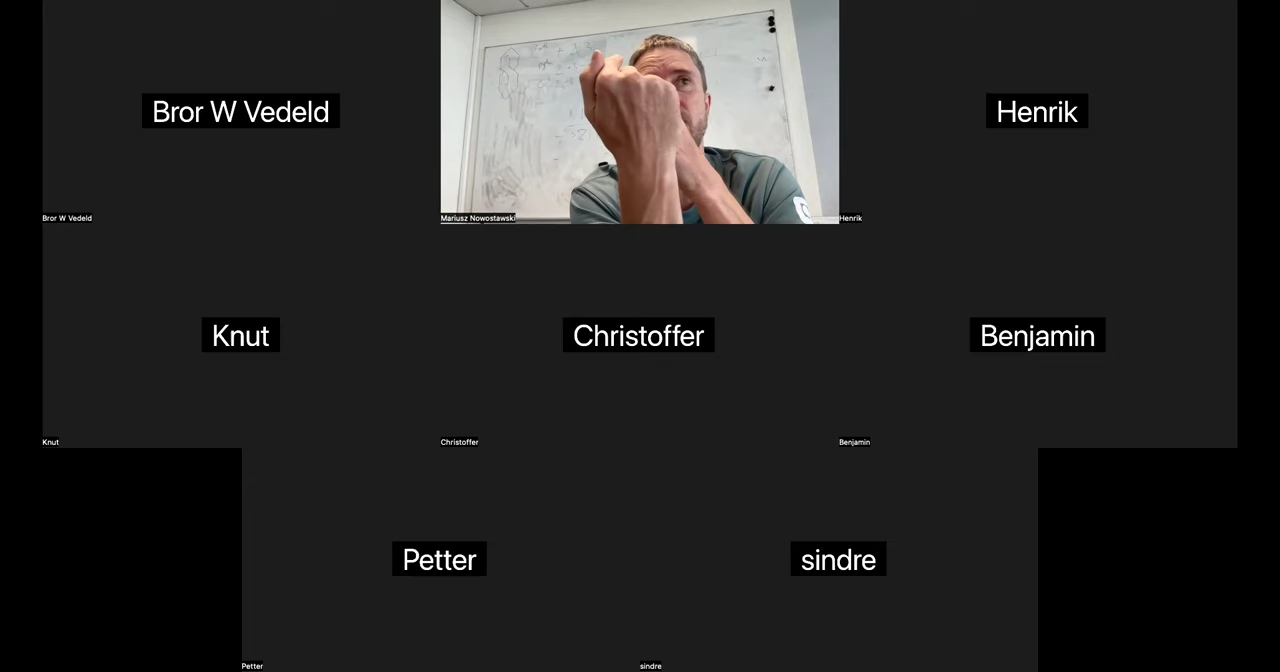 Bror W Vedeld
Bror W Vedeld
Mariusz Nowostawski
Henrik
Henrik
Knut
Knut
Christoffer
Christoffer
Benjamin
Benjamin
Petter
Petter
sindre
sindre